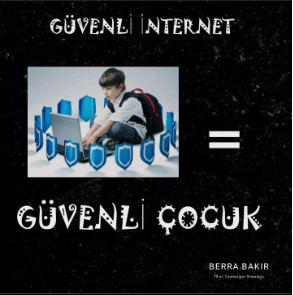 GÜVENLİ İNTERNET
=
GÜVENLİ ÇOCUK
BERRA.BAKIR